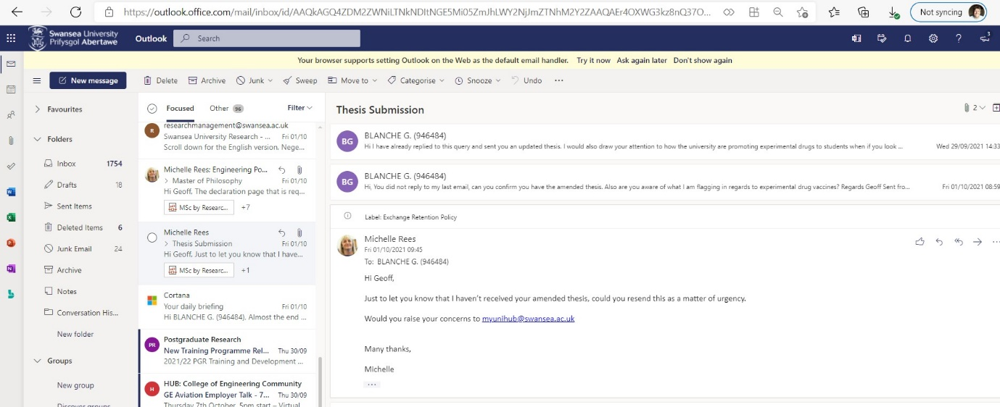 https://outlook.office.com/mail/inbox/id/AAQkAGQ4ZDM2ZWNiLTNkNDItNGE5Mi05ZmJhLWY2NjJmZTNhM2Y2ZAAQAEr4OXWG3kz8nQ37O...
Not syncing
Swansea University
Prifysgol Abertawe
Outlook
Search
3
Your browser supports setting Outlook on the Web as the default email handler. Try it now Ask again later Don't show again
New message
Delete Archive Junk Sweep Move to Categorise Snooze Undo ...
Favourites
Folders
Inbox 1754
Drafts 18
Sent Items
Deleted Items 6
Junk Email 24
Archive
Notes
Conversation His...
New folder
Groups
New group
Discover groups
Focused Other 96 Filter
R
researchmanagement@swansea.ac.uk
Swansea University Research - ... Fri 01/10
Scroll down for the English version. Nege...
Michelle Rees; Engineering Po...
> Master of Philosophy Fri 01/10
Hi Geoff, The declaration page that is req...
MSc by Researc... +7
Michelle Rees
> Thesis Submission Fri 01/10
Hi Geoff, Just to let you know that I have...
MSc by Researc... +1
Cortana
Your daily briefing Fri 01/10
Hi BLANCHE G. (946484). Almost the end ...
PR
Postgraduate Research
New Training Programme Rel... Thu 30/09
2021/22 PGR Training and Development ...
H
HUB: College of Engineering Community
GE Aviation Employer Talk - 7... Thu 30/09
Thursday 7th October, 5pm start – Virtual
Thesis Submission
2
BG
BLANCHE G. (946484)
Hi I have already replied to this query and sent you an updated thesis. I would also draw your attention to how the university are promoting experimental drugs to students when if you look ... Wed 29/09/2021 14:33
BG
BLANCHE G. (946484)
Hi, You did not reply to my last email, can you confirm you have the amended thesis. Also are you aware of what I am flagging in regards to experimental drug vaccines? Regards Geoff Sent fro... Fri 01/10/2021 08:59
Label: Exchange Retention Policy
Michelle Rees
Fri 01/10/2021 09:45
To: BLANCHE G. (946484)
Hi Geoff,
Just to let you know that I haven't received your amended thesis, could you resend this as a matter of urgency.
Would you raise your concerns to myunihub@swansea.ac.uk
Many thanks,
Michelle
...